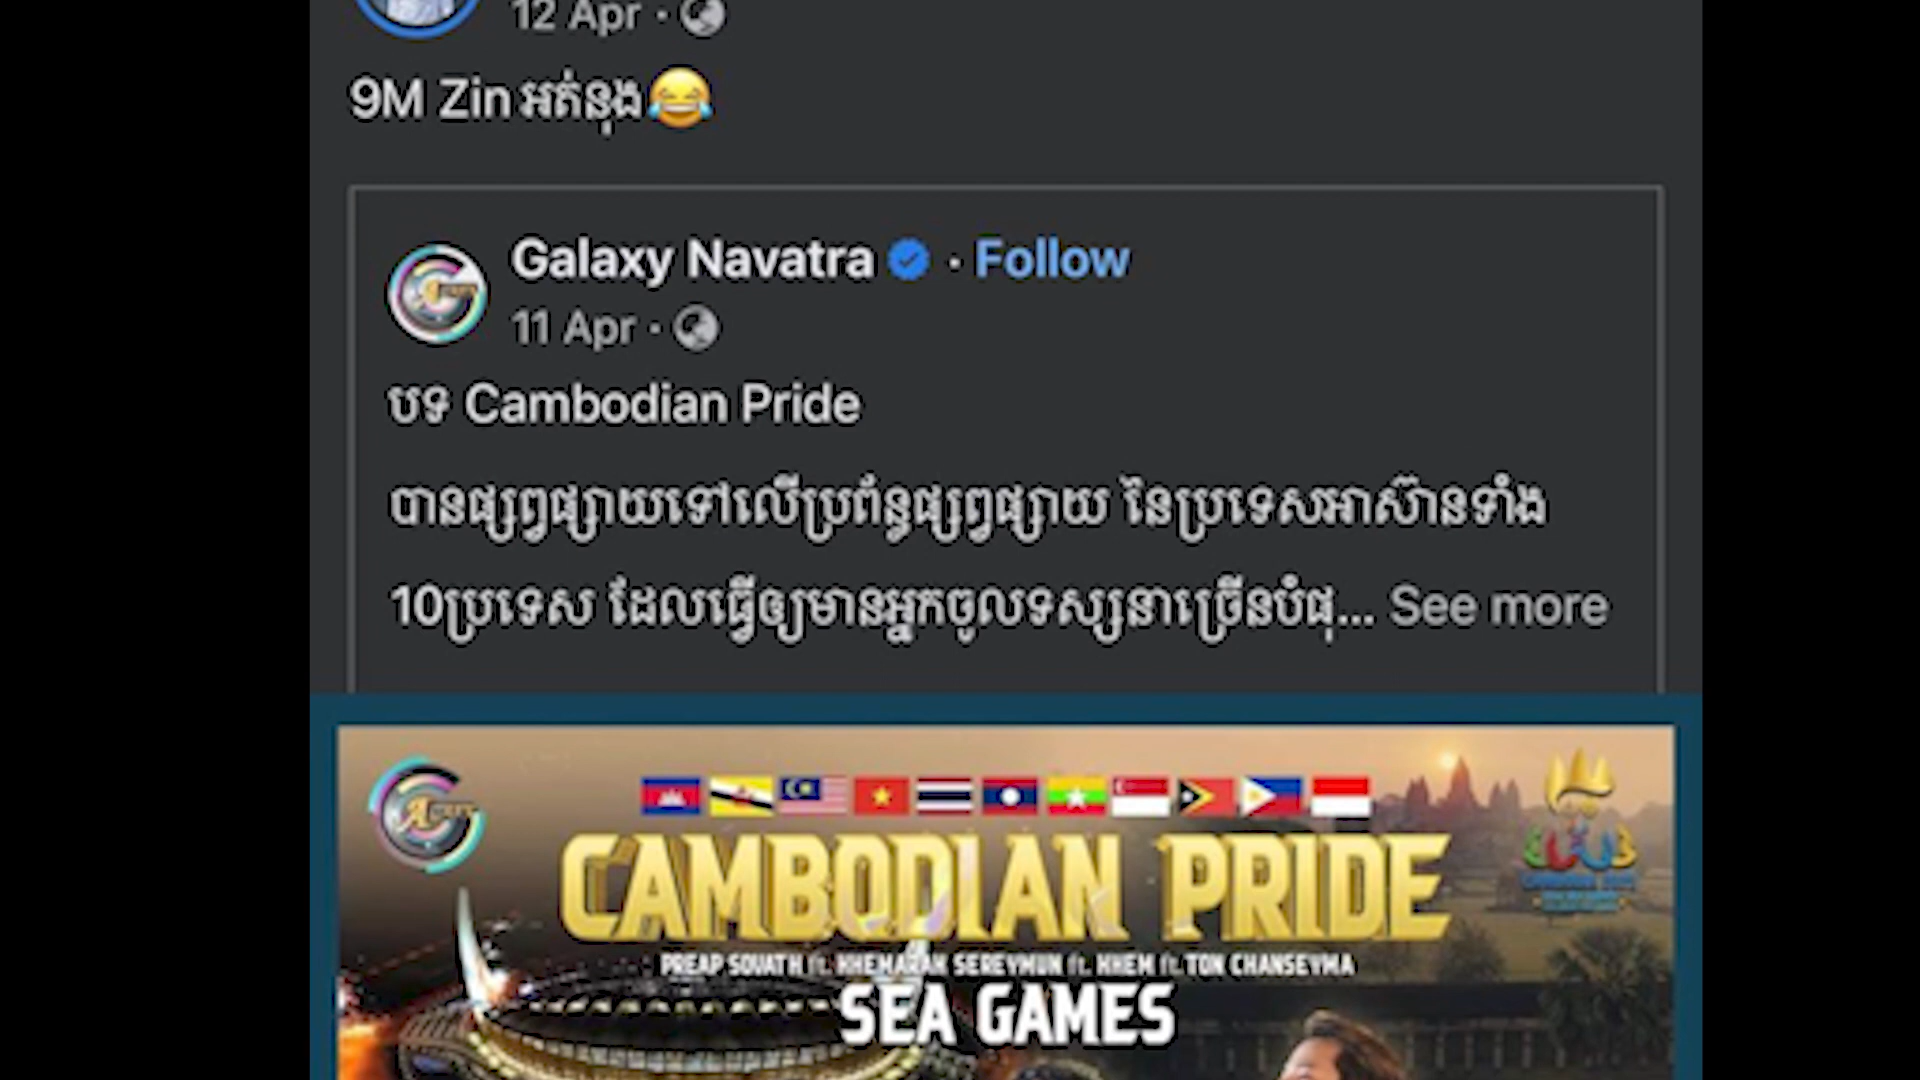 12 Apr ·
9M Zin អត់នុង😂
Galaxy Navatra · Follow
11 Apr ·
បទ Cambodian Pride
បានផ្សព្វផ្សាយទៅលើប្រព័ន្ធផ្សព្វផ្សាយ នៃប្រទេសអាស៊ានទាំង
10ប្រទេស ដែលធ្វើឲ្យមានអ្នកចូលទស្សនាច្រើនបំផុ... See more
CAMBODIAN PRIDE
PREAP SOVATH ft. KHEMARAK SEREYMUN ft. KHEM ft. TON CHANSEYMA
SEA GAMES